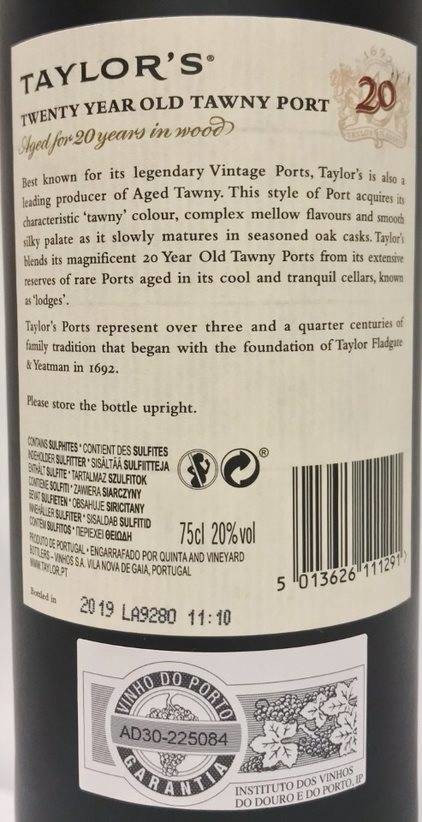 TAYLOR'S®
TWENTY YEAR OLD TAWNY PORT
Aged for 20 years in wood
20
Best known for its legendary Vintage Ports, Taylor's is also a
leading producer of Aged Tawny. This style of Port acquires its
characteristic 'tawny' colour, complex mellow flavours and smooth
silky palate as it slowly matures in seasoned oak casks. Taylor's
blends its magnificent 20 Year Old Tawny Ports from its extensive
reserves of rare Ports aged in its cool and tranquil cellars, known
as 'lodges'.
Taylor's Ports represent over three and a quarter centuries of
family tradition that began with the foundation of Taylor Fladgate
& Yeatman in 1692.
Please store the bottle upright.
CONTAINS SULPHITES • CONTIENT DES SULFITES
INDEHOLDER SULFITTER • SISÄLTÄÄ SULFIITTEJA
ENTHÄLT SULFITE • TARTALMAZ SZULFITOK
CONTIENE SOLFITI • ZAWIERA SIARCZYNY
BEVAT SULFIETEN • OBSAHUJE SIRICITANY
INNEHÅLLER SULFITER • SISALDAB SULFITID
CONTÉM SULFITOS • ΠΕΡΙΕΧΕΙ ΘΕΙΩΔΗ
®
75cl 20%vol
PRODUTO DE PORTUGAL • ENGARRAFADO POR QUINTA AND VINEYARD
BOTTLERS - VINHOS S.A. VILA NOVA DE GAIA, PORTUGAL
WWW.TAYLOR.PT
5 013626 111291 >
Bottled in
2019 LA9280 11:10
VINHO DO PORTO
AD30-225084
GARANTIA
INSTITUTO DOS VINHOS
DO DOURO E DO PORTO, IP